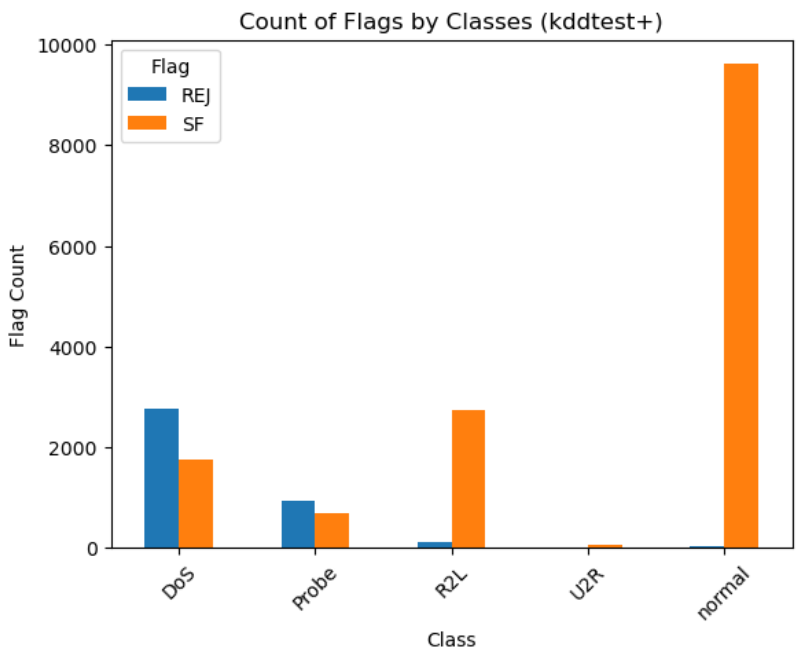 Count of Flags by Classes (kddtest+)
Flag
REJ
SF
10000
8000
6000
4000
2000
0
Flag Count
DoS
Probe
R2L
U2R
normal
Class